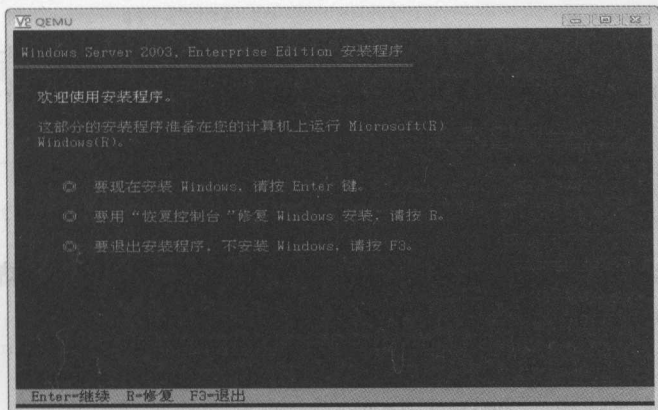 QEMU
Windows Server 2003, Enterprise Edition 安装程序
欢迎使用安装程序。
这部分的安装程序准备在您的计算机上运行 Microsoft(R)
Windows(R)。
要现在安装 Windows，请按 Enter 键。
要用“恢复控制台”修复 Windows 安装，请按 R。
要退出安装程序，不安装 Windows，请按 F3。
Enter=继续 R=修复 F3=退出